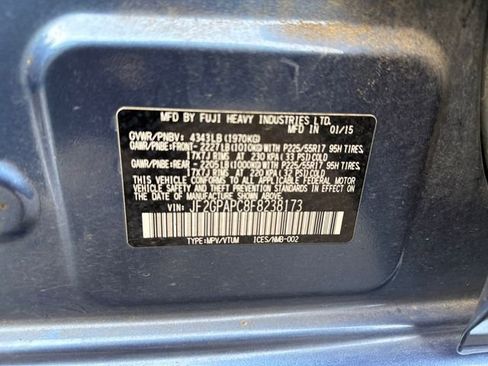 MFD. BY FUJI HEAVY INDUSTRIES LTD.
MFD. IN 01/15
GVWR/PNBV: 4343LB (1970KG)
GAWR/PNBE:FRONT- 2227LB(1010KG)WITH P225/55R17 95H TIRES,
17X7J RIMS, AT 230 KPA (33 PSI)COLD
GAWR/PNBE:REAR - 2205LB(1000KG)WITH P225/55R17 95H TIRES,
17X7J RIMS, AT 220 KPA (32 PSI)COLD
THIS VEHICLE CONFORMS TO ALL APPLICABLE
FEDERAL MOTOR VEHICLE SAFETY, BUMPER, AND
THEFT PREVENTION STANDARDS IN EFFECT ON THE
DATE OF MANUFACTURE SHOWN ABOVE.
VIN: JF2GPAPC8F8238173
TYPE:MPV/VTUM ICES/NMB-002